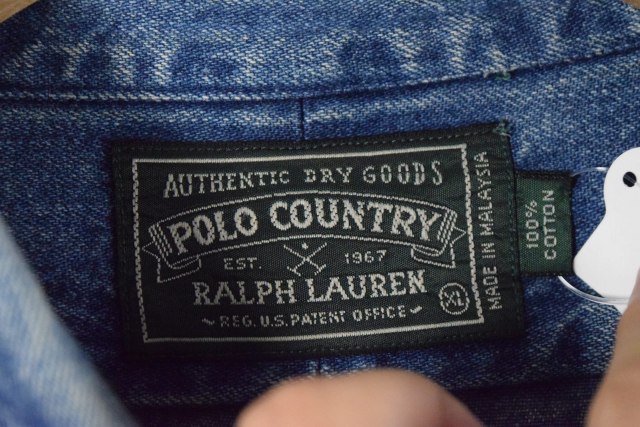 AUTHENTIC DRY GOODS
POLO COUNTRY
EST. 1967
RALPH LAUREN
REG. U.S. PATENT OFFICE
XL
MADE IN MALAYSIA
100%
COTTON